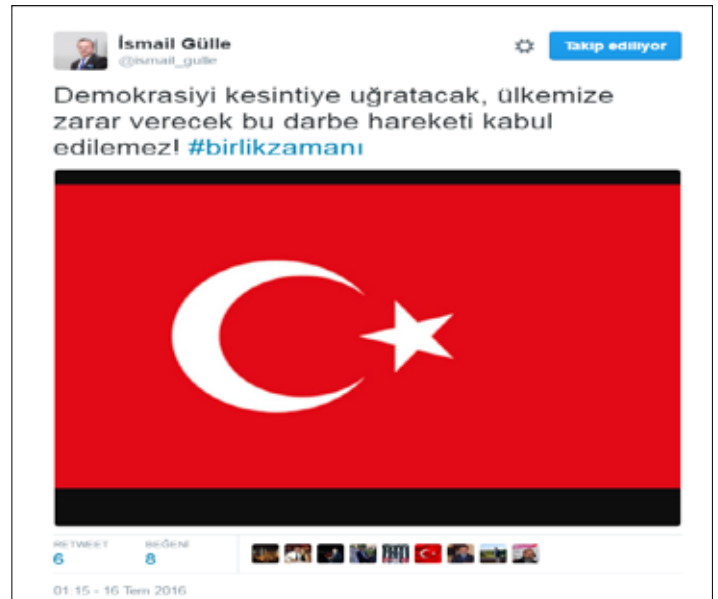 İsmail Gülle
@ismail_gulle
Takip ediliyor
Demokrasiyi kesintiye uğratacak, ülkemize
zarar verecek bu darbe hareketi kabul
edilemez! #birlikzamanı
RETWEET
6
BEĞENİ
8
01:15 - 16 Tem 2016